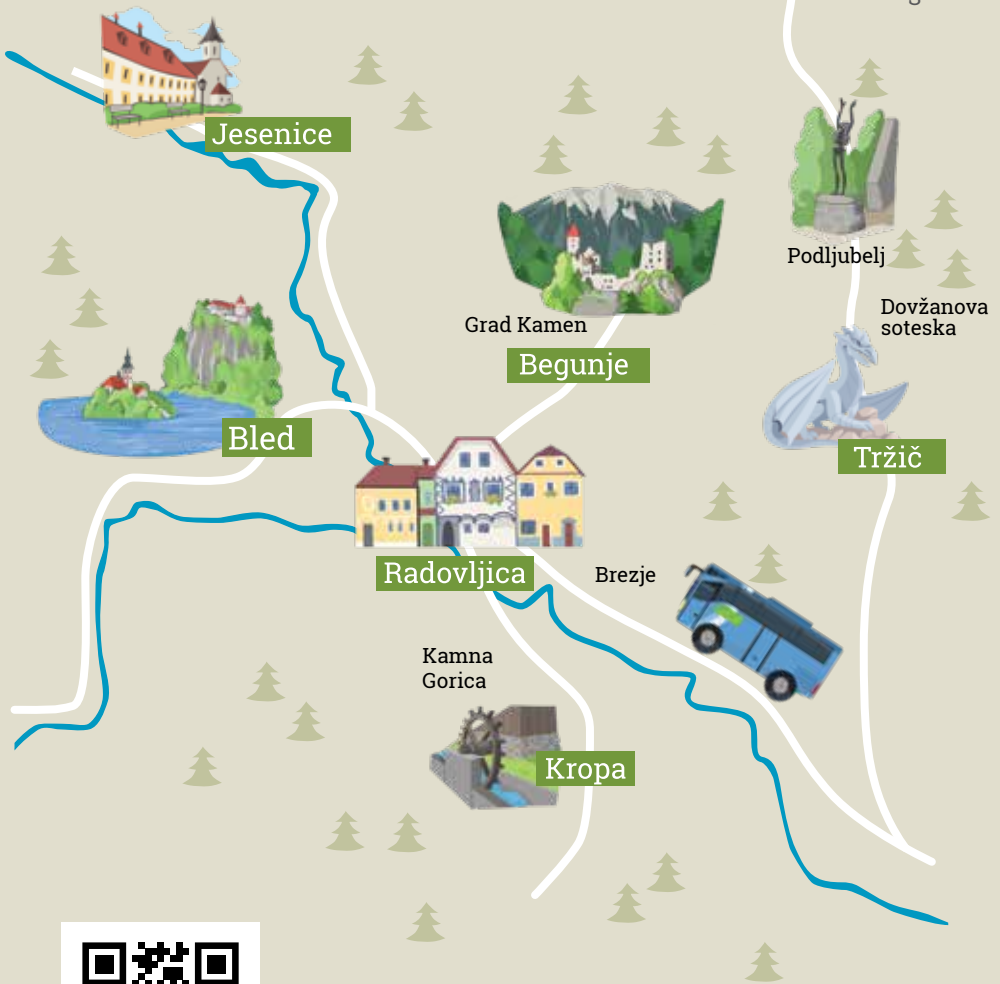 Jesenice
Podljubelj
Dovžanova
soteska
Grad Kamen
Begunje
Bled
Tržič
Radovljica
Brezje
Kamna
Gorica
Kropa